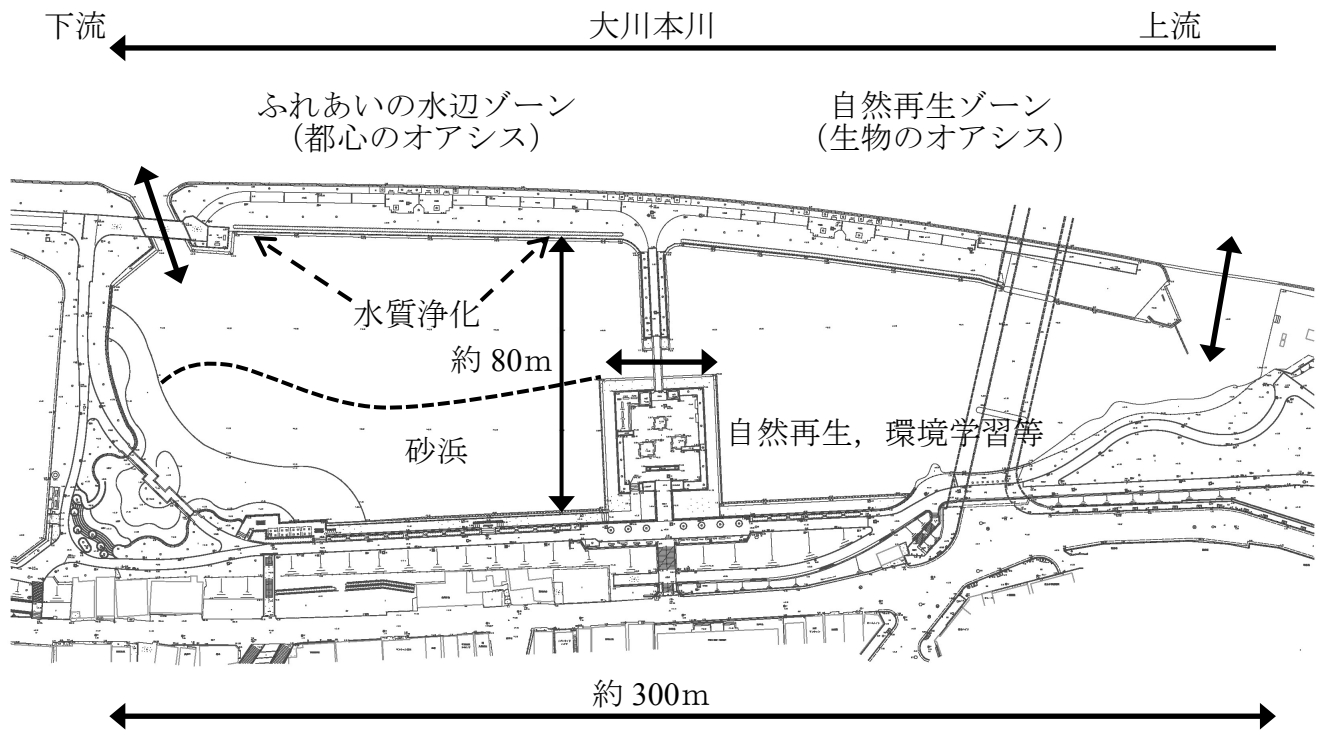 下流
大川本川
上流
ふれあいの水辺ゾーン
（都心のオアシス）
自然再生ゾーン
（生物のオアシス）
水質浄化
約 80m
砂浜
自然再生，環境学習等
約 300m